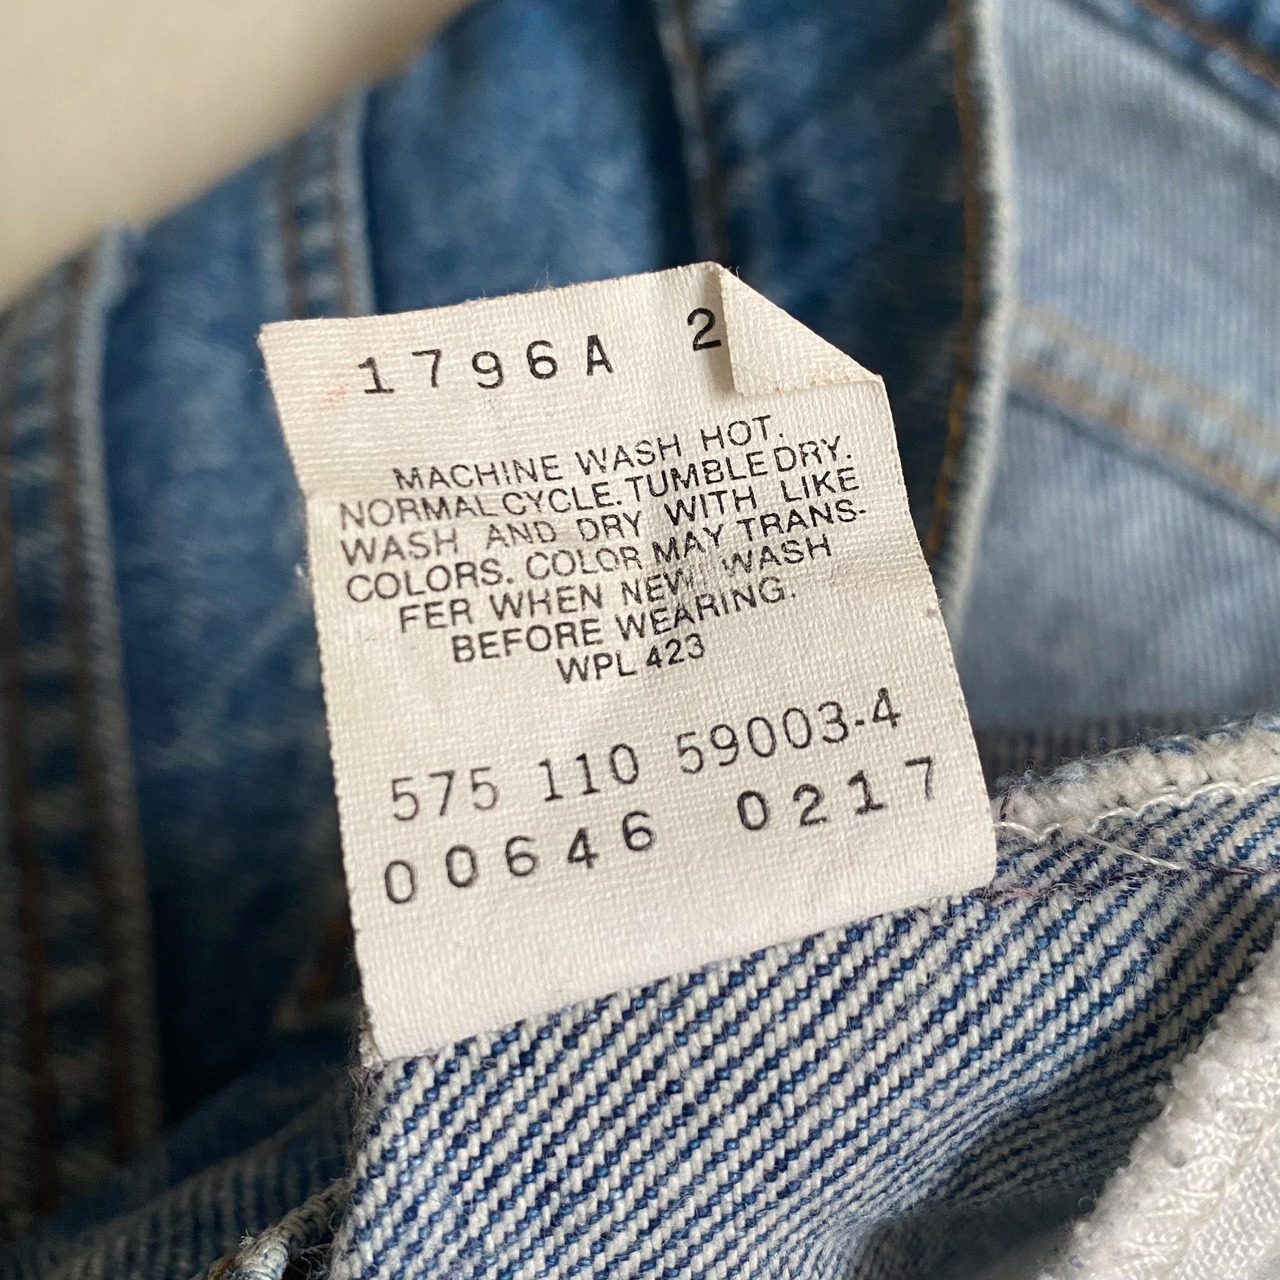 1796A 2
MACHINE WASH HOT.
NORMAL CYCLE. TUMBLE DRY.
WASH AND DRY WITH LIKE
COLORS. COLOR MAY TRANS-
FER WHEN NEW. WASH
BEFORE WEARING.
WPL 423
575 110 59003-4
00646 0217